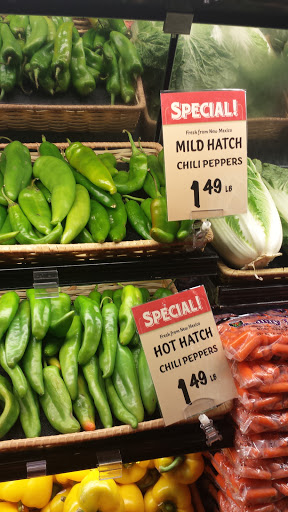 SPECIAL!
Fresh from New Mexico
MILD HATCH
CHILI PEPPERS
1 49 LB
SPECIAL!
Fresh from New Mexico
HOT HATCH
CHILI PEPPERS
1 49 LB